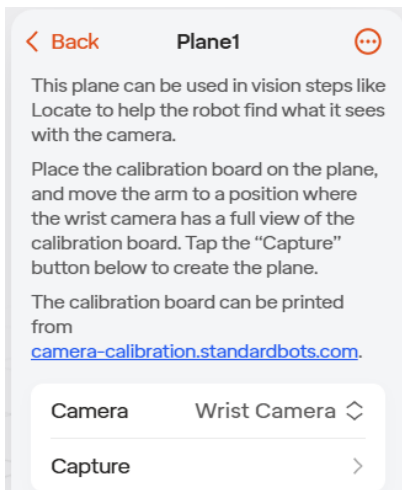 Back Plane1
This plane can be used in vision steps like
Locate to help the robot find what it sees
with the camera.
Place the calibration board on the plane,
and move the arm to a position where
the wrist camera has a full view of the
calibration board. Tap the “Capture”
button below to create the plane.
The calibration board can be printed
from
camera-calibration.standardbots.com.
Camera Wrist Camera
Capture